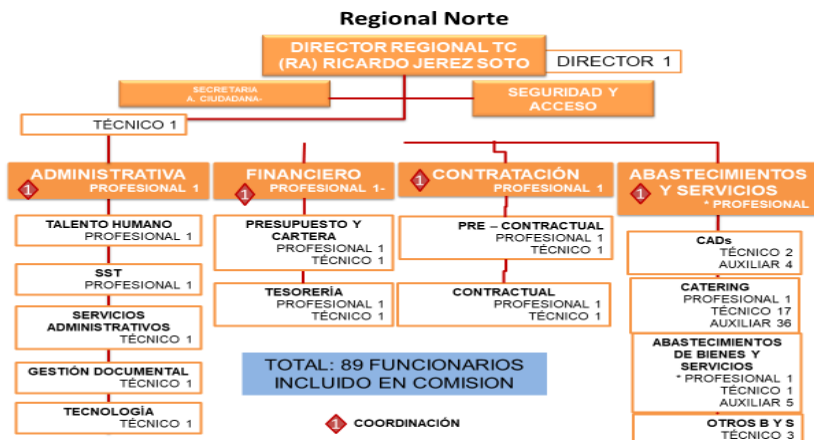 Regional Norte
DIRECTOR REGIONAL TC
(RA) RICARDO JEREZ SOTO
DIRECTOR 1
SECRETARIA
A. CIUDADANA-
SEGURIDAD Y
ACCESO
TÉCNICO 1
ADMINISTRATIVA
1
PROFESIONAL 1
TALENTO HUMANO
PROFESIONAL 1
SST
PROFESIONAL 1
SERVICIOS
ADMINISTRATIVOS
TÉCNICO 1
GESTIÓN DOCUMENTAL
TÉCNICO 1
TECNOLOGÍA
TÉCNICO 1
FINANCIERO
1
PROFESIONAL 1-
PRESUPUESTO Y
CARTERA
PROFESIONAL 1
TÉCNICO 1
TESORERÍA
PROFESIONAL 1
TÉCNICO 1
CONTRATACIÓN
1
PROFESIONAL 1
PRE – CONTRACTUAL
PROFESIONAL 1
TÉCNICO 1
CONTRACTUAL
PROFESIONAL 1
TÉCNICO 1
ABASTECIMIENTOS
1 Y SERVICIOS
* PROFESIONAL
CADs
TÉCNICO 2
AUXILIAR 4
CATERING
PROFESIONAL 1
TÉCNICO 17
AUXILIAR 36
ABASTECIMIENTOS
DE BIENES Y
SERVICIOS
* PROFESIONAL 1
TÉCNICO 1
AUXILIAR 5
OTROS B Y S
TÉCNICO 3
TOTAL: 89 FUNCIONARIOS
INCLUIDO EN COMISION
1 COORDINACIÓN